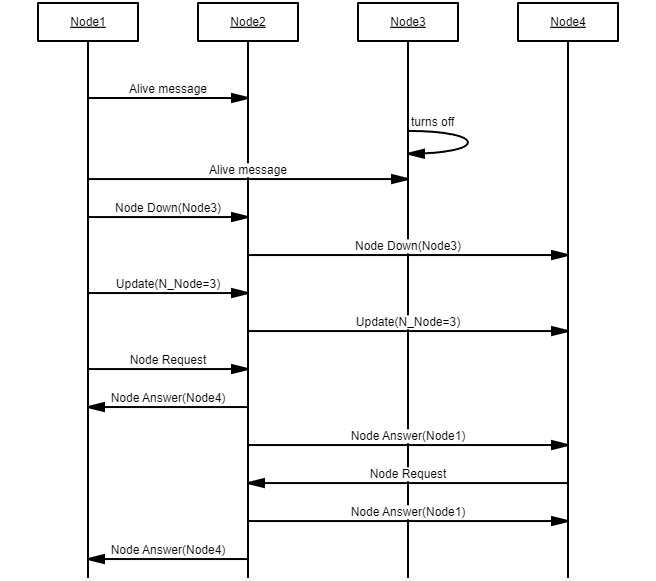 Node1
Node2
Node3
Node4
Alive message
turns off
Alive message
Node Down(Node3)
Node Down(Node3)
Update(N_Node=3)
Update(N_Node=3)
Node Request
Node Answer(Node4)
Node Answer(Node1)
Node Request
Node Answer(Node1)
Node Answer(Node4)